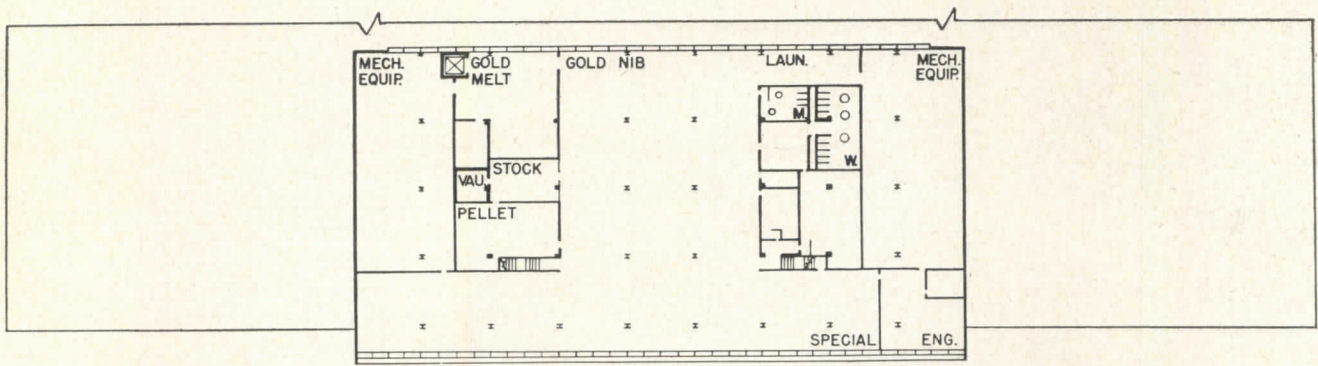 MECH.
EQUIP.
GOLD
MELT
GOLD NIB
LAUN.
MECH.
EQUIP.
M.
W.
STOCK
VAU.
PELLET
SPECIAL
ENG.